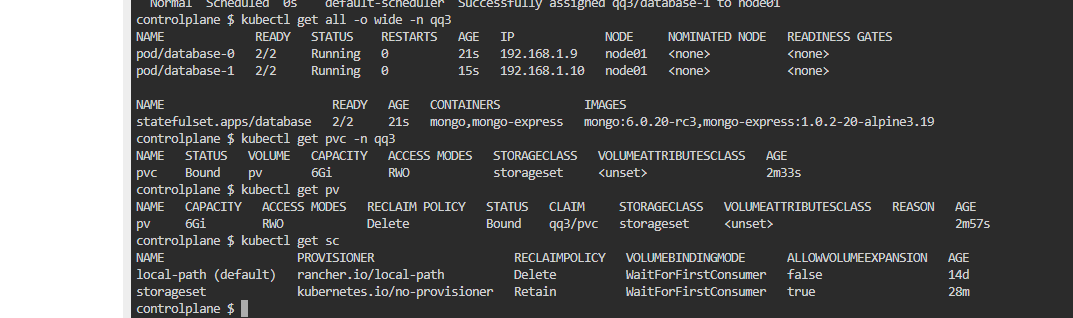 Normal  Scheduled  0s    default-scheduler  Successfully assigned qq3/database-1 to node01
controlplane $ kubectl get all -o wide -n qq3
NAME             READY   STATUS    RESTARTS   AGE   IP             NODE     NOMINATED NODE   READINESS GATES
pod/database-0   2/2     Running   0          21s   192.168.1.9    node01   <none>           <none>
pod/database-1   2/2     Running   0          15s   192.168.1.10   node01   <none>           <none>
NAME                        READY   AGE   CONTAINERS            IMAGES
statefulset.apps/database   2/2     21s   mongo,mongo-express   mongo:6.0.20-rc3,mongo-express:1.0.2-20-alpine3.19
controlplane $ kubectl get pvc -n qq3
NAME   STATUS   VOLUME   CAPACITY   ACCESS MODES   STORAGECLASS   VOLUMEATTRIBUTESCLASS   AGE
pvc    Bound    pv       6Gi        RWO            storageset     <unset>                 2m33s
controlplane $ kubectl get pv
NAME   CAPACITY   ACCESS MODES   RECLAIM POLICY   STATUS   CLAIM     STORAGECLASS   VOLUMEATTRIBUTESCLASS   REASON   AGE
pv     6Gi        RWO            Delete           Bound    qq3/pvc   storageset     <unset>                          2m57s
controlplane $ kubectl get sc
NAME                   PROVISIONER                    RECLAIMPOLICY   VOLUMEBINDINGMODE      ALLOWVOLUMEEXPANSION   AGE
local-path (default)   rancher.io/local-path          Delete          WaitForFirstConsumer   false                  14d
storageset             kubernetes.io/no-provisioner   Retain          WaitForFirstConsumer   true                   28m
controlplane $